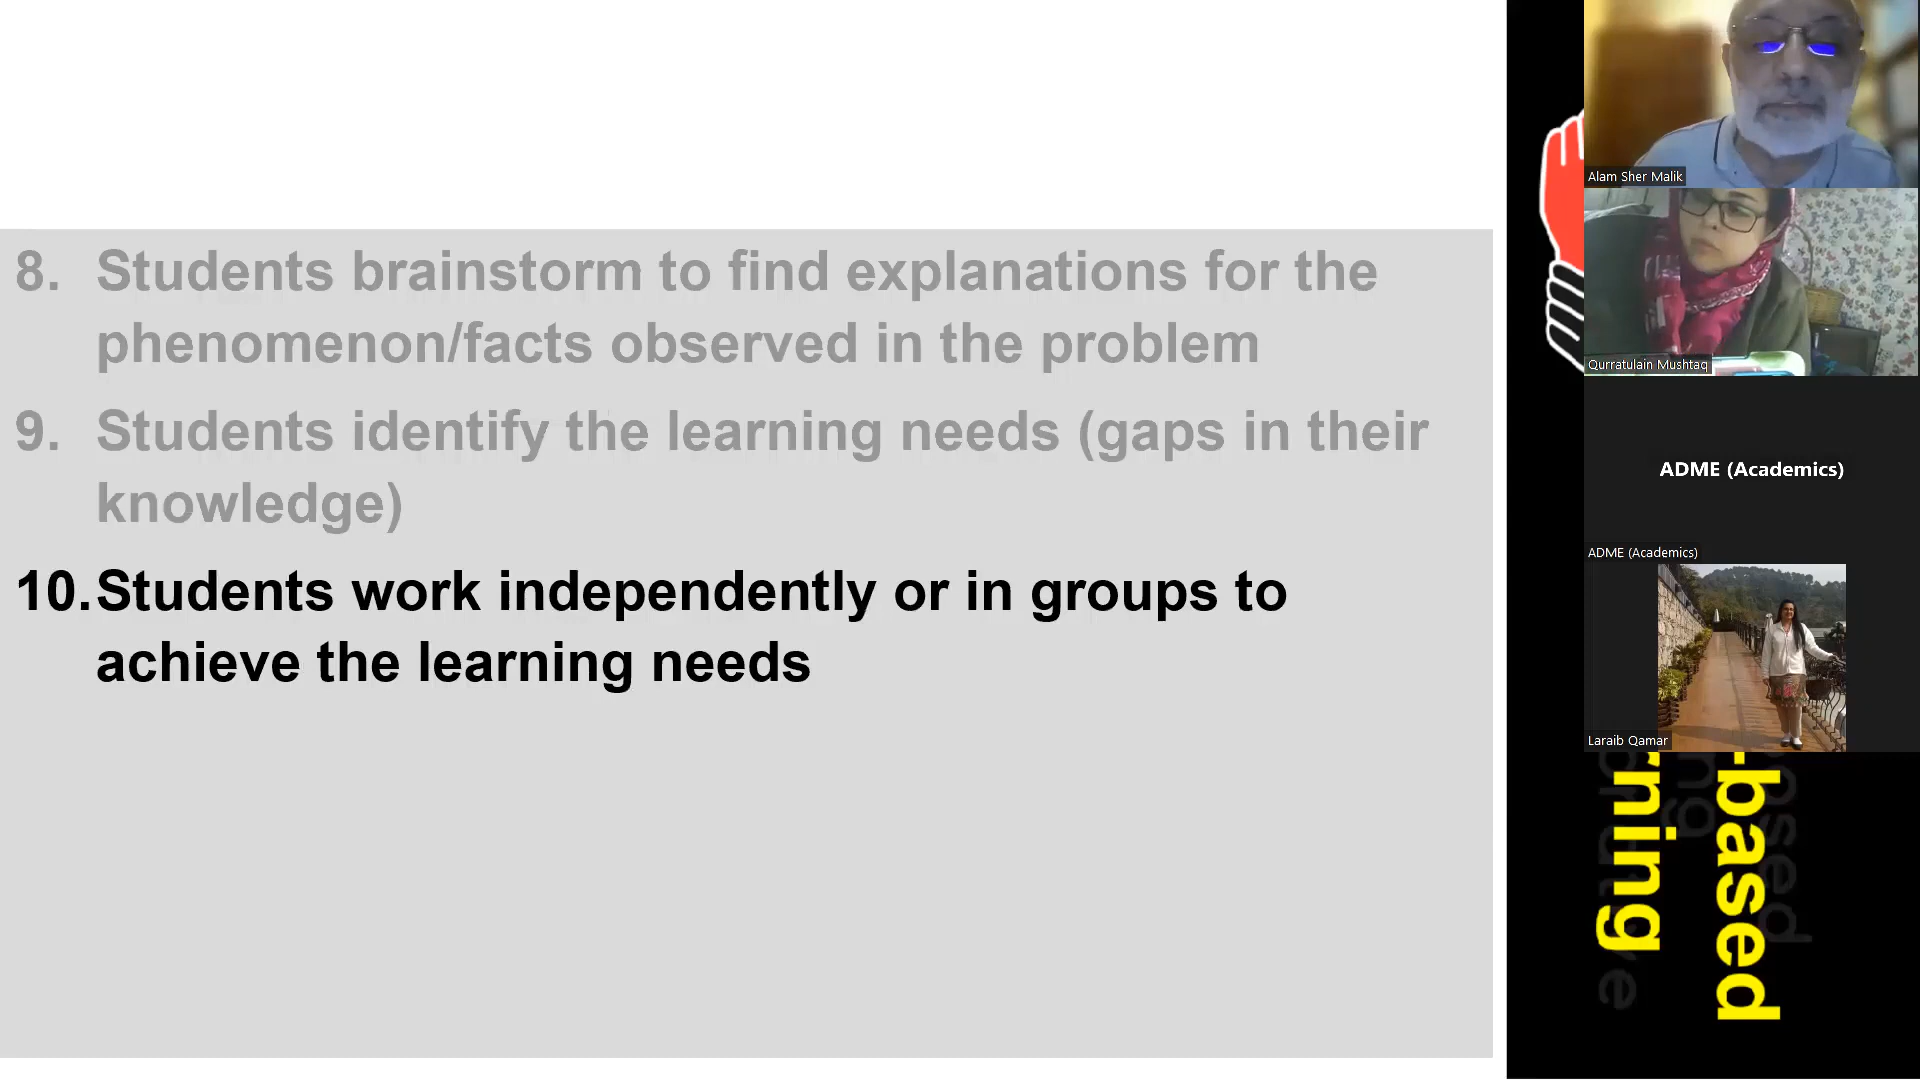 8. Students brainstorm to find explanations for the
phenomenon/facts observed in the problem
9. Students identify the learning needs (gaps in their
knowledge)
10. Students work independently or in groups to
achieve the learning needs
Alam Sher Malik
Qurratulain Mushtaq
ADME (Academics)
ADME (Academics)
Laraib Qamar
-based
rning